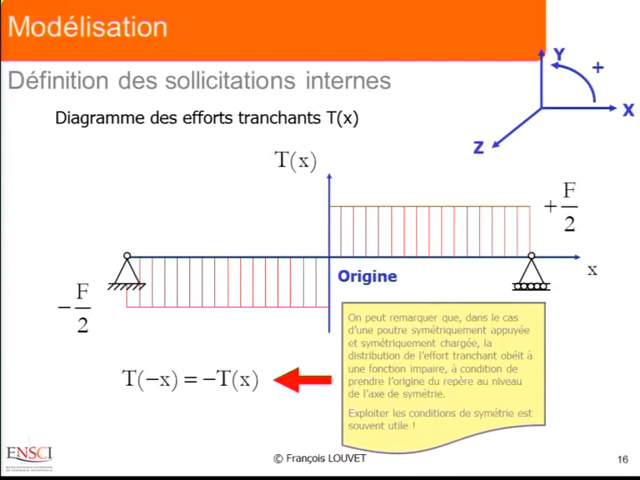 Modélisation
Définition des sollicitations internes
Y
+
X
Z
Diagramme des efforts tranchants T(x)
T(x)
+ F/2
x
Origine
− F/2
On peut remarquer que, dans le cas
d'une poutre symétriquement appuyée
et symétriquement chargée, la
distribution de l'effort tranchant obéit à
une fonction impaire, à condition de
prendre l'origine du repère au niveau
de l'axe de symétrie.
Exploiter les conditions de symétrie est
souvent utile !
T(−x) = −T(x)
ENSCI
© François LOUVET
16